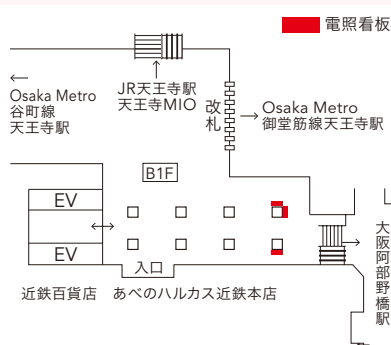 電照看板
JR天王寺駅
天王寺MIO
Osaka Metro
谷町線
天王寺駅
改札
Osaka Metro
御堂筋線天王寺駅
B1F
EV
EV
入口
近鉄百貨店 あべのハルカス近鉄本店
大阪阿部野橋駅